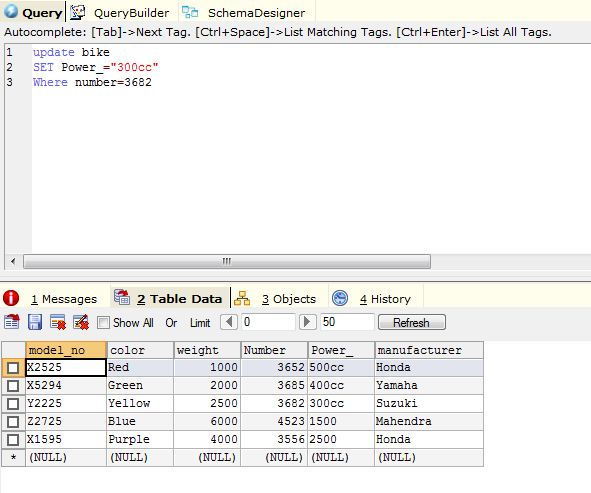 Query QueryBuilder SchemaDesigner
Autocomplete: [Tab]->Next Tag. [Ctrl+Space]->List Matching Tags. [Ctrl+Enter]->List All Tags.
1 update bike
2 SET Power_="300cc"
3 Where number=3682
1 Messages 2 Table Data 3 Objects 4 History
Show All Or Limit 0 50 Refresh
model_no color weight Number Power_ manufacturer
X2525 Red 1000 3652 500cc Honda
X5294 Green 2000 3685 400cc Yamaha
Y2225 Yellow 2500 3682 300cc Suzuki
Z2725 Blue 6000 4523 1500 Mahendra
X1595 Purple 4000 3556 2500 Honda
* (NULL) (NULL) (NULL) (NULL) (NULL) (NULL)